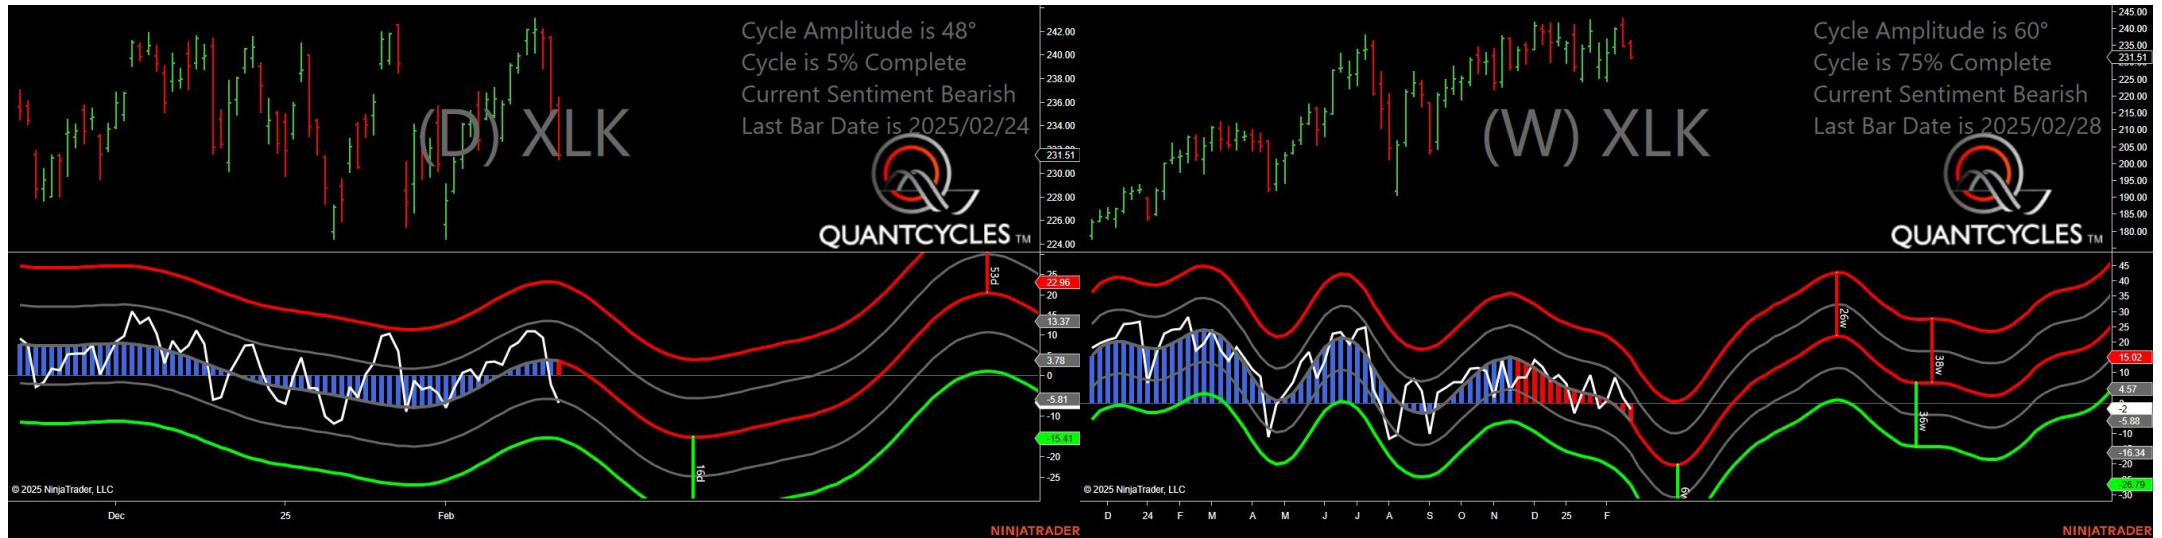 Cycle Amplitude is 48°
Cycle is 5% Complete
Current Sentiment Bearish
Last Bar Date is 2025/02/24
(D) XLK
QUANTCYCLES TM
242.00
240.00
238.00
236.00
234.00
231.51
230.00
228.00
226.00
224.00
53d
25
22.96
20
13.37
10
3.78
0
-5.81
-10
-15.41
-20
-25
16d
© 2025 NinjaTrader, LLC
Dec
25
Feb
NINJATRADER
Cycle Amplitude is 60°
Cycle is 75% Complete
Current Sentiment Bearish
Last Bar Date is 2025/02/28
(W) XLK
QUANTCYCLES TM
245.00
240.00
235.00
231.51
225.00
220.00
215.00
210.00
205.00
200.00
195.00
190.00
185.00
180.00
26w
38w
36w
6w
45
40
35
30
25
20
15.02
10
4.57
-2
-5.88
-10
-16.34
-20
-26.79
-30
© 2025 NinjaTrader, LLC
D
24
F
M
A
M
J
J
A
S
O
N
D
25
F
NINJATRADER